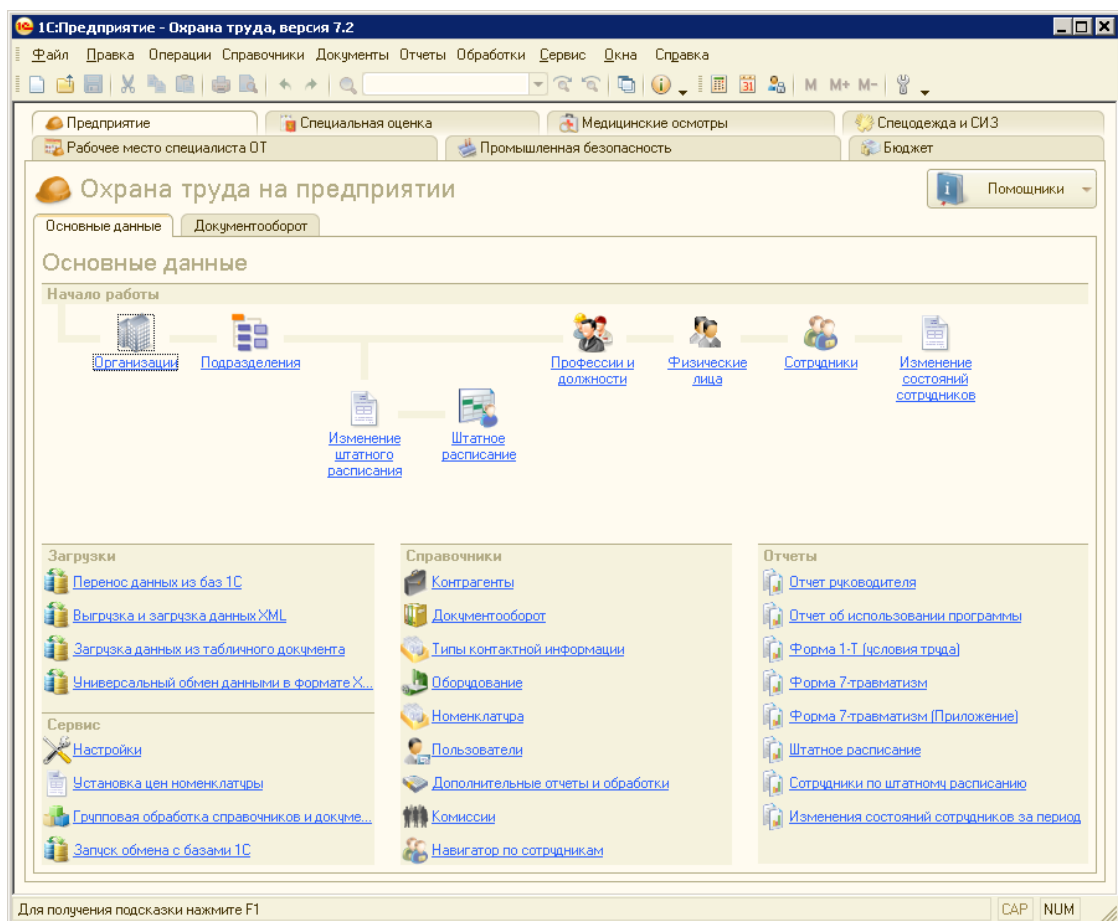 1С:Предприятие - Охрана труда, версия 7.2
Файл Правка Операции Справочники Документы Отчеты Обработки Сервис Окна Справка
31 M M+ M-
Предприятие Специальная оценка Медицинские осмотры Спецодежда и СИЗ
Рабочее место специалиста ОТ Промышленная безопасность Бюджет
Охрана труда на предприятии Помощники
Основные данные Документооборот
Основные данные
Начало работы
Организации Подразделения Профессии и должности Физические лица Сотрудники Изменение состояний сотрудников
Изменение штатного расписания Штатное расписание
Загрузки
Перенос данных из баз 1С
Выгрузка и загрузка данных XML
Загрузка данных из табличного документа
Универсальный обмен данными в формате X...
Сервис
Настройки
Установка цен номенклатуры
Групповая обработка справочников и докуме...
Запуск обмена с базами 1С
Справочники
Контрагенты
Документооборот
Типы контактной информации
Оборудование
Номенклатура
Пользователи
Дополнительные отчеты и обработки
Комиссии
Навигатор по сотрудникам
Отчеты
Отчет руководителя
Отчет об использовании программы
Форма 1-Т (условия труда)
Форма 7-травматизм
Форма 7-травматизм (Приложение)
Штатное расписание
Сотрудники по штатному расписанию
Изменения состояний сотрудников за период
Для получения подсказки нажмите F1 CAP NUM